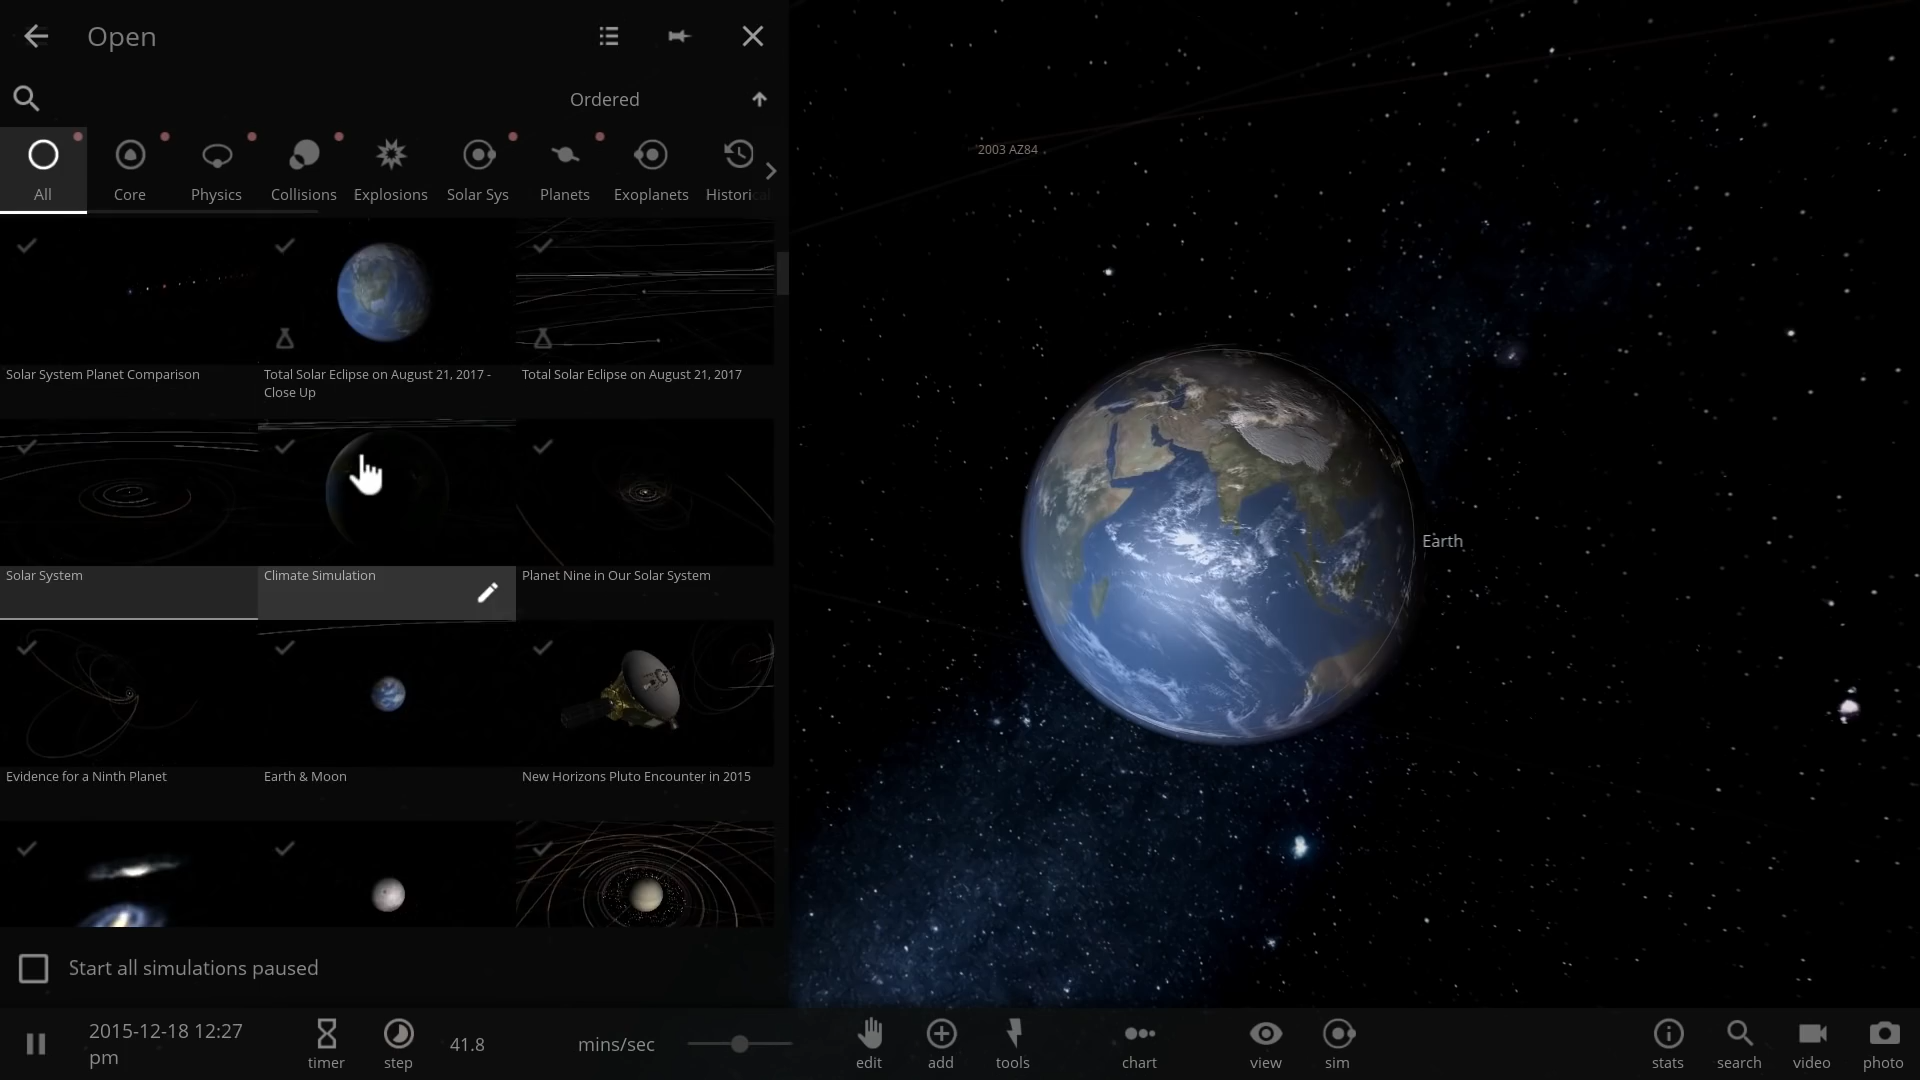 Open
Ordered
All
Core
Physics
Collisions
Explosions
Solar Sys
Planets
Exoplanets
Historical
Solar System Planet Comparison
Total Solar Eclipse on August 21, 2017 -
Close Up
Total Solar Eclipse on August 21, 2017
Solar System
Climate Simulation
Planet Nine in Our Solar System
Evidence for a Ninth Planet
Earth & Moon
New Horizons Pluto Encounter in 2015
Start all simulations paused
2003 AZ84
Earth
2015-12-18 12:27
pm
timer
step
41.8
mins/sec
edit
add
tools
chart
view
sim
stats
search
video
photo